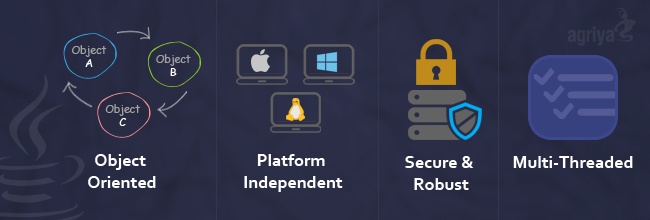 agriya
Object
A
Object
B
Object
C
Object
Oriented
Platform
Independent
Secure &
Robust
Multi-Threaded